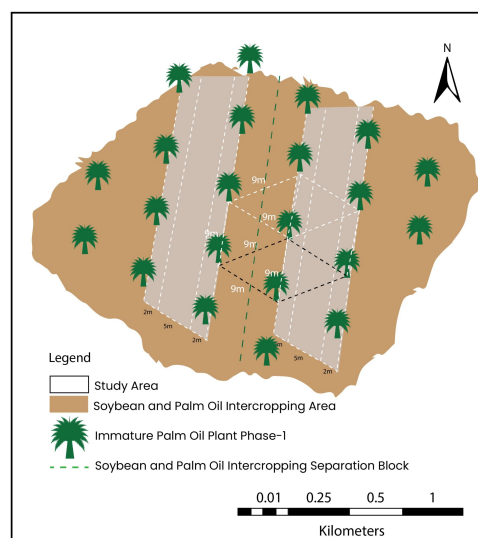 N
9m
9m
9m
9m
9m
9m
2m
5m
2m
5m
2m
Legend
Study Area
Soybean and Palm Oil Intercropping Area
Immature Palm Oil Plant Phase-1
Soybean and Palm Oil Intercropping Separation Block
0.01 0.25 0.5 1
Kilometers